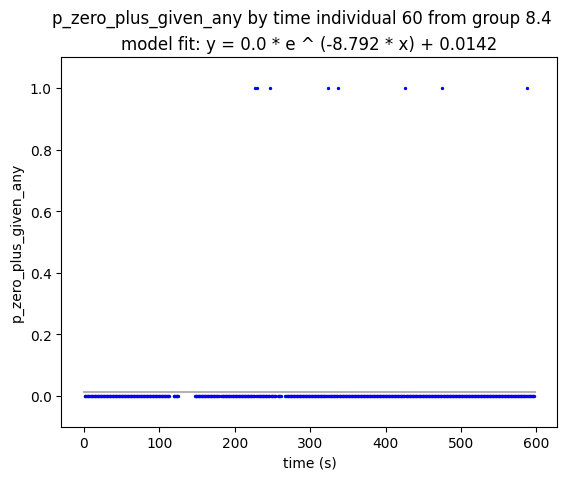 p_zero_plus_given_any by time individual 60 from group 8.4
model fit: y = 0.0 * e ^ (-8.792 * x) + 0.0142
1.0
0.8
0.6
0.4
0.2
0.0
p_zero_plus_given_any
0 100 200 300 400 500 600
time (s)